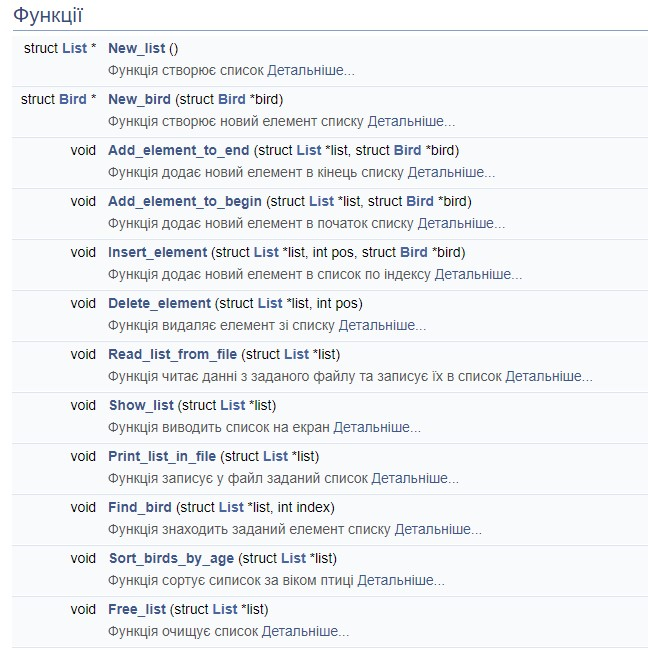 Функції
struct List * New_list ()
Функція створює список Детальніше...
struct Bird * New_bird (struct Bird *bird)
Функція створює новий елемент списку Детальніше...
void Add_element_to_end (struct List *list, struct Bird *bird)
Функція додає новий елемент в кінець списку Детальніше...
void Add_element_to_begin (struct List *list, struct Bird *bird)
Функція додає новий елемент в початок списку Детальніше...
void Insert_element (struct List *list, int pos, struct Bird *bird)
Функція додає новий елемент в список по індексу Детальніше...
void Delete_element (struct List *list, int pos)
Функція видаляє елемент зі списку Детальніше...
void Read_list_from_file (struct List *list)
Функція читає данні з заданого файлу та записує їх в список Детальніше...
void Show_list (struct List *list)
Функція виводить список на екран Детальніше...
void Print_list_in_file (struct List *list)
Функція записує у файл заданий список Детальніше...
void Find_bird (struct List *list, int index)
Функція знаходить заданий елемент списку Детальніше...
void Sort_birds_by_age (struct List *list)
Функція сортує сиписок за віком птиці Детальніше...
void Free_list (struct List *list)
Функція очищує список Детальніше...